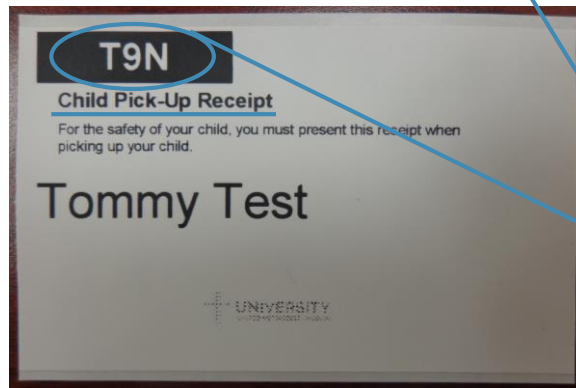 T9N
Child Pick-Up Receipt
For the safety of your child, you must present this receipt when
picking up your child.
Tommy Test
UNIVERSITY